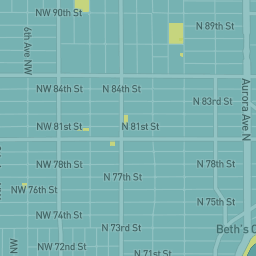 NW 90th St
N 89th St
6th Ave NW
NW 84th St
N 84th St
N 83rd St
Aurora Ave N
NW 81st St
N 81st St
NW 78th St
N 78th St
N 77th St
NW 76th St
N 75th St
NW 74th St
N 73rd St
Beth's
NW 72nd St
N 71st St
NW